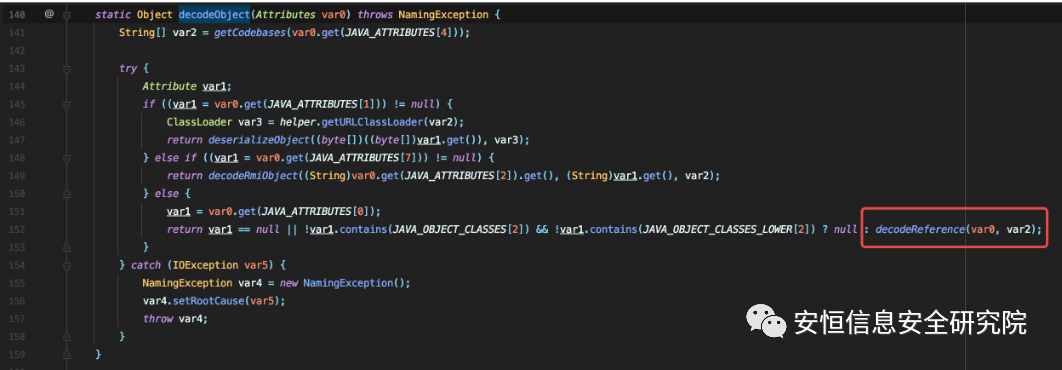 140 @ static Object decodeObject(Attributes var0) throws NamingException {
141 String[] var2 = getCodebases(var0.get(JAVA_ATTRIBUTES[4]));
142
143 try {
144 Attribute var1;
145 if ((var1 = var0.get(JAVA_ATTRIBUTES[1])) != null) {
146 ClassLoader var3 = helper.getURLClassLoader(var2);
147 return deserializeObject((byte[])((byte[])var1.get()), var3);
148 } else if ((var1 = var0.get(JAVA_ATTRIBUTES[7])) != null) {
149 return decodeRmiObject((String)var0.get(JAVA_ATTRIBUTES[2]).get(), (String)var1.get(), var2);
150 } else {
151 var1 = var0.get(JAVA_ATTRIBUTES[0]);
152 return var1 == null || !var1.contains(JAVA_OBJECT_CLASSES[2]) && !var1.contains(JAVA_OBJECT_CLASSES_LOWER[2]) ? null : decodeReference(var0, var2);
153 }
154 } catch (IOException var5) {
155 NamingException var4 = new NamingException();
156 var4.setRootCause(var5);
157 throw var4;
158 }
159 }
安恒信息安全研究院